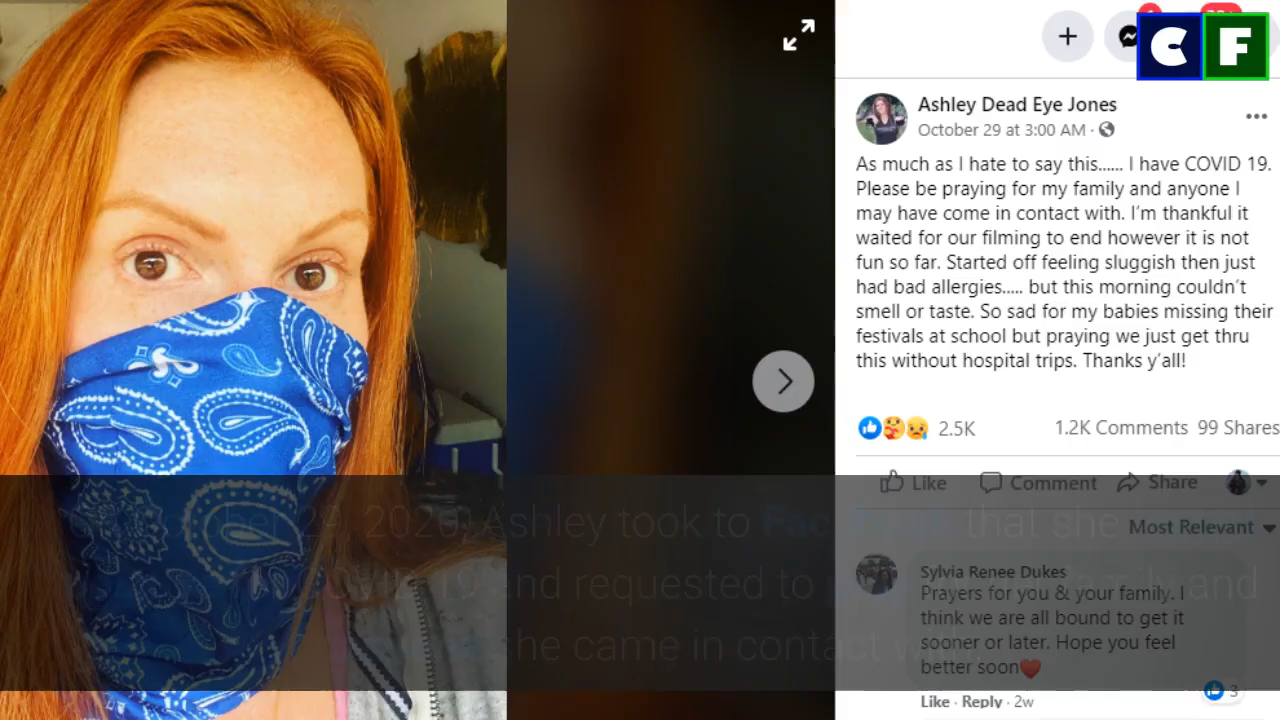 C F
Ashley Dead Eye Jones
October 29 at 3:00 AM ·
As much as I hate to say this...... I have COVID 19.
Please be praying for my family and anyone I
may have come in contact with. I'm thankful it
waited for our filming to end however it is not
fun so far. Started off feeling sluggish then just
had bad allergies..... but this morning couldn't
smell or taste. So sad for my babies missing their
festivals at school but praying we just get thru
this without hospital trips. Thanks y'all!
2.5K 1.2K Comments 99 Shares
Like Comment Share
Most Relevant
Sylvia Renee Dukes
Prayers for you & your family. I
think we are all bound to get it
sooner or later. Hope you feel
better soon
Like · Reply · 2w
3
29, 2020, Ashley took to that she
and requested to family and
she came in contact